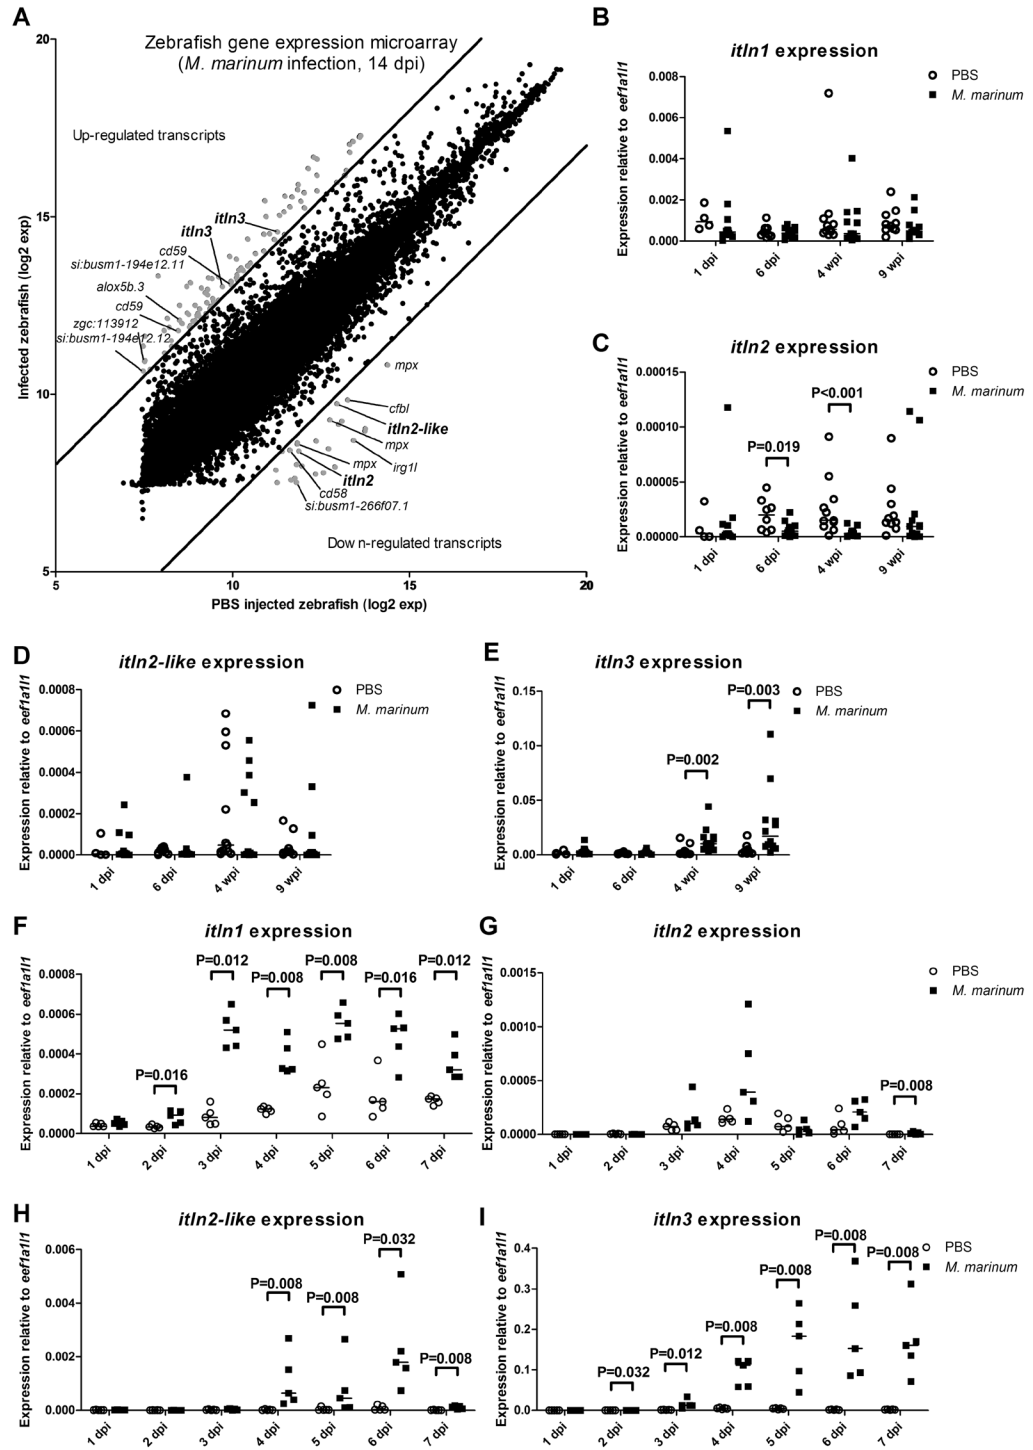 A
Zebrafish gene expression microarray
(M. marinum infection, 14 dpi)
Up-regulated transcripts
itln3
itln3
cd59
si:busm1-194e12.11
alox5b.3
cd59
zgc:113912
si:busm1-194e12.12
mpx
cfbl
itln2-like
mpx
irg1l
mpx
itln2
cd58
si:busm1-266f07.1
Down-regulated transcripts
Infected zebrafish (log2 exp)
20
15
10
5
5 10 15 20
PBS injected zebrafish (log2 exp)
B
itln1 expression
PBS
M. marinum
Expression relative to eef1a1l1
0.008
0.006
0.004
0.002
0.000
1 dpi 6 dpi 4 wpi 9 wpi
C
itln2 expression
PBS
M. marinum
Expression relative to eef1a1l1
0.00015
0.00010
0.00005
0.00000
P=0.019
P<0.001
1 dpi 6 dpi 4 wpi 9 wpi
D
itln2-like expression
PBS
M. marinum
Expression relative to eef1a1l1
0.0008
0.0006
0.0004
0.0002
0.0000
1 dpi 6 dpi 4 wpi 9 wpi
E
itln3 expression
PBS
M. marinum
Expression relative to eef1a1l1
0.15
0.10
0.05
0.00
P=0.002
P=0.003
1 dpi 6 dpi 4 wpi 9 wpi
F
itln1 expression
Expression relative to eef1a1l1
0.0008
0.0006
0.0004
0.0002
0.0000
P=0.016
P=0.012
P=0.008
P=0.008
P=0.016
P=0.012
1 dpi 2 dpi 3 dpi 4 dpi 5 dpi 6 dpi 7 dpi
G
itln2 expression
PBS
M. marinum
Expression relative to eef1a1l1
0.0015
0.0010
0.0005
0.0000
P=0.008
1 dpi 2 dpi 3 dpi 4 dpi 5 dpi 6 dpi 7 dpi
H
itln2-like expression
Expression relative to eef1a1l1
0.006
0.004
0.002
0.000
P=0.008
P=0.008
P=0.032
P=0.008
1 dpi 2 dpi 3 dpi 4 dpi 5 dpi 6 dpi 7 dpi
I
itln3 expression
PBS
M. marinum
Expression relative to eef1a1l1
0.4
0.3
0.2
0.1
0.0
P=0.032
P=0.012
P=0.008
P=0.008
P=0.008
P=0.008
1 dpi 2 dpi 3 dpi 4 dpi 5 dpi 6 dpi 7 dpi